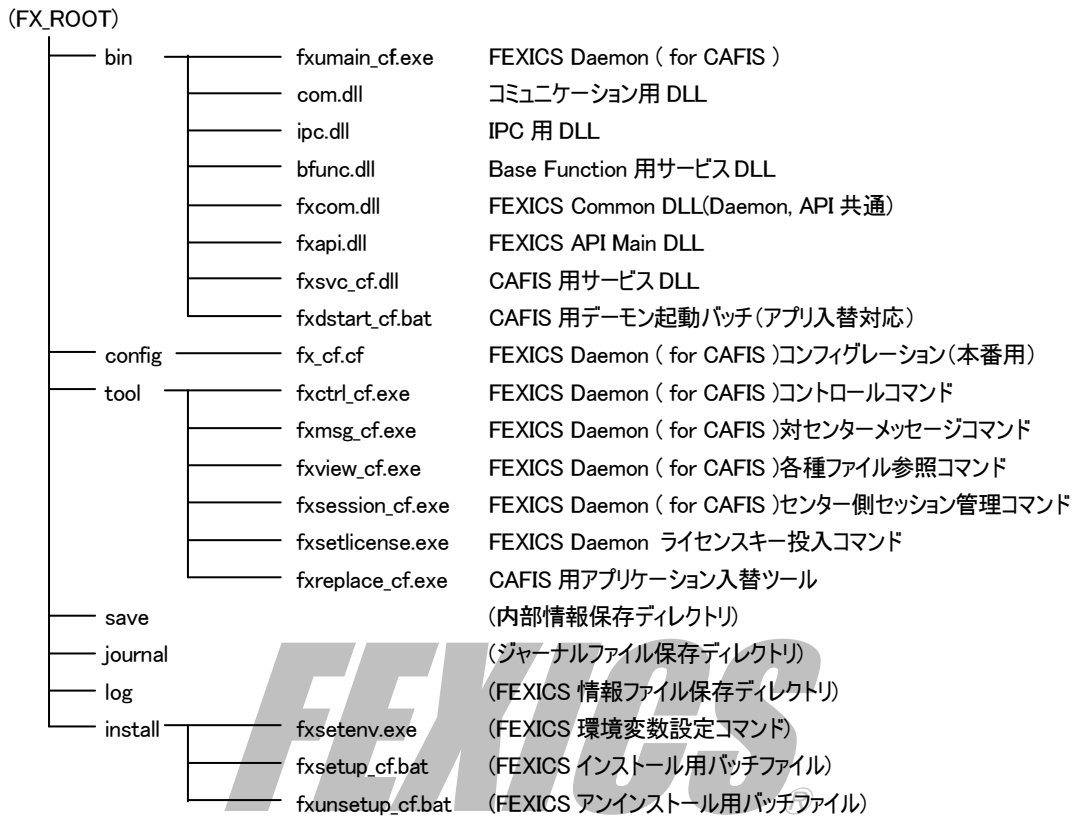 (FX_ROOT)
bin fxumain_cf.exe FEXICS Daemon ( for CAFIS )
com.dll コミュニケーション用 DLL
ipc.dll IPC 用 DLL
bfunc.dll Base Function 用サービス DLL
fxcom.dll FEXICS Common DLL(Daemon, API 共通)
fxapi.dll FEXICS API Main DLL
fxsvc_cf.dll CAFIS 用サービス DLL
fxdstart_cf.bat CAFIS 用デーモン起動バッチ(アプリ入替対応)
config fx_cf.cf FEXICS Daemon ( for CAFIS )コンフィグレーション(本番用)
tool fxctrl_cf.exe FEXICS Daemon ( for CAFIS )コントロールコマンド
fxmsg_cf.exe FEXICS Daemon ( for CAFIS )対センターメッセージコマンド
fxview_cf.exe FEXICS Daemon ( for CAFIS )各種ファイル参照コマンド
fxsession_cf.exe FEXICS Daemon ( for CAFIS )センター側セッション管理コマンド
fxsetlicense.exe FEXICS Daemon ライセンスキー投入コマンド
fxreplace_cf.exe CAFIS 用アプリケーション入替ツール
save (内部情報保存ディレクトリ)
journal (ジャーナルファイル保存ディレクトリ)
log (FEXICS 情報ファイル保存ディレクトリ)
install fxsetenv.exe (FEXICS 環境変数設定コマンド)
fxsetup_cf.bat (FEXICS インストール用バッチファイル)
fxunsetup_cf.bat (FEXICS アンインストール用バッチファイル)
FEXICS®